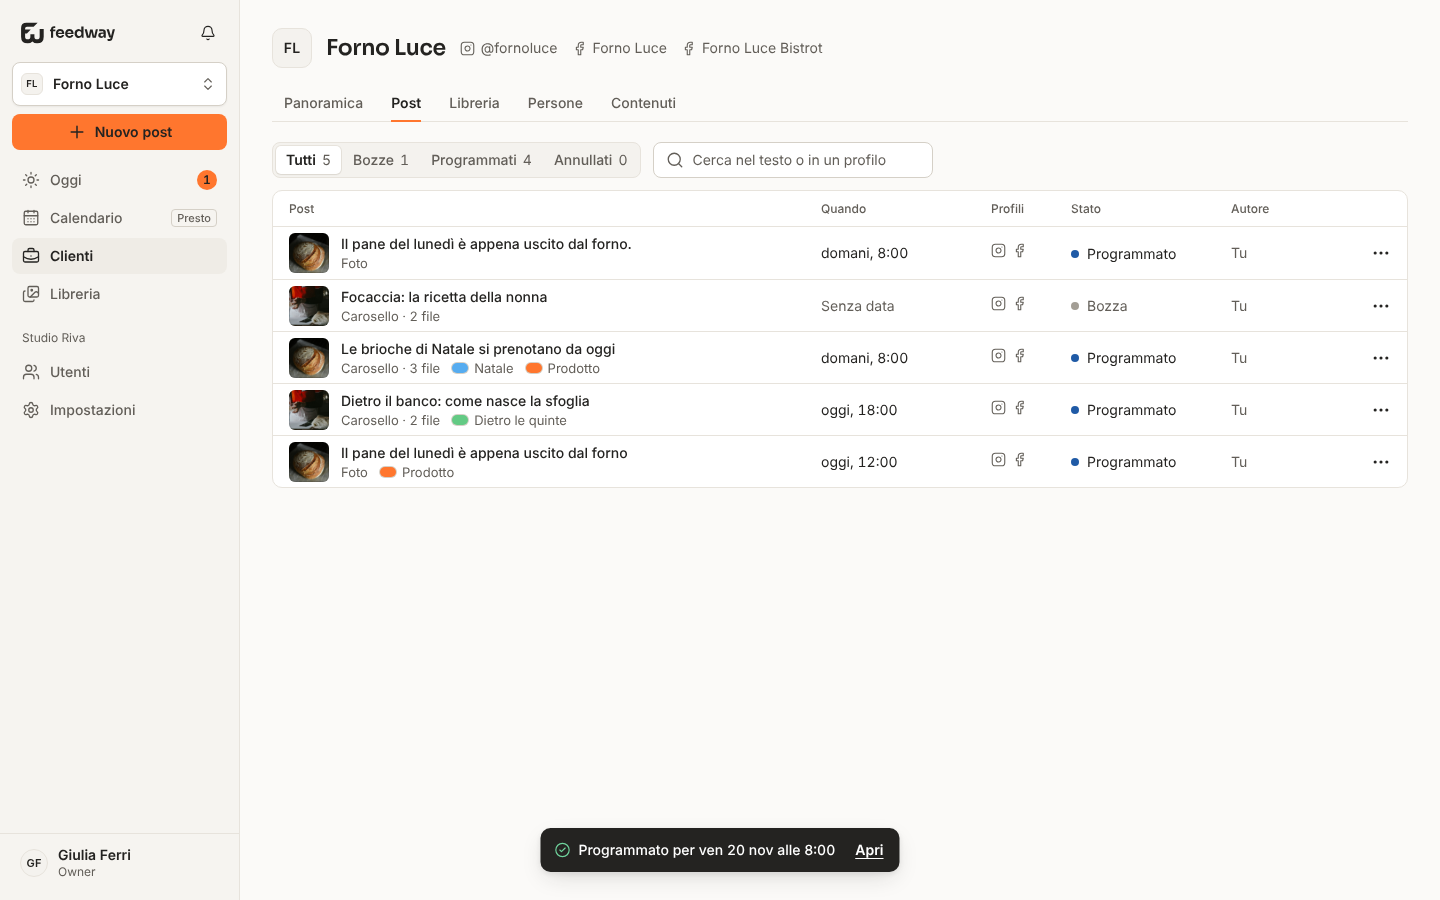 feedway
FL Forno Luce
Nuovo post
Oggi 1
Calendario Presto
Clienti
Libreria
Studio Riva
Utenti
Impostazioni
GF Giulia Ferri
Owner
FL Forno Luce @fornoluce Forno Luce Forno Luce Bistrot
Panoramica Post Libreria Persone Contenuti
Tutti 5 Bozze 1 Programmati 4 Annullati 0 Cerca nel testo o in un profilo
Post Quando Profili Stato Autore
Il pane del lunedì è appena uscito dal forno. domani, 8:00 Programmato Tu
Foto
Focaccia: la ricetta della nonna Senza data Bozza Tu
Carosello · 2 file
Le brioche di Natale si prenotano da oggi domani, 8:00 Programmato Tu
Carosello · 3 file Natale Prodotto
Dietro il banco: come nasce la sfoglia oggi, 18:00 Programmato Tu
Carosello · 2 file Dietro le quinte
Il pane del lunedì è appena uscito dal forno oggi, 12:00 Programmato Tu
Foto Prodotto
Programmato per ven 20 nov alle 8:00 Apri